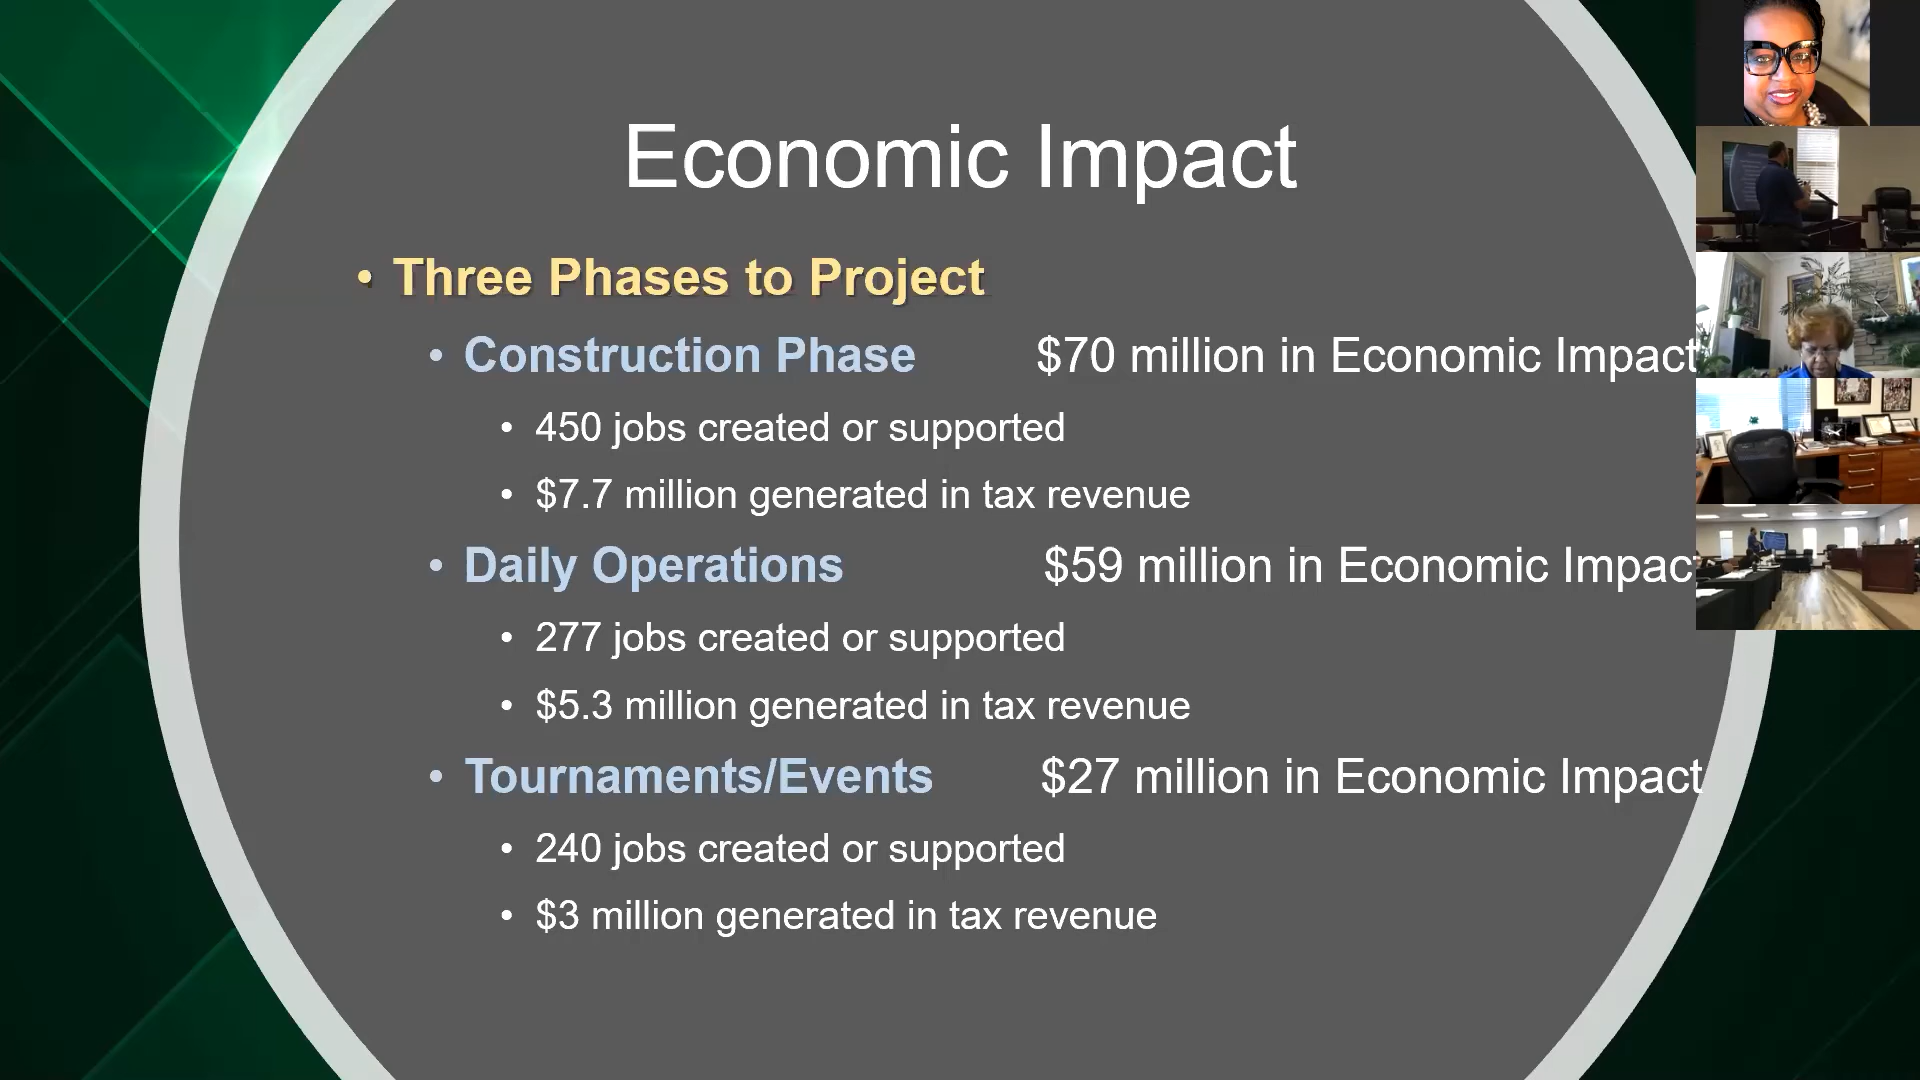 Economic Impact
• Three Phases to Project
• Construction Phase $70 million in Economic Impact
• 450 jobs created or supported
• $7.7 million generated in tax revenue
• Daily Operations $59 million in Economic Impact
• 277 jobs created or supported
• $5.3 million generated in tax revenue
• Tournaments/Events $27 million in Economic Impact
• 240 jobs created or supported
• $3 million generated in tax revenue